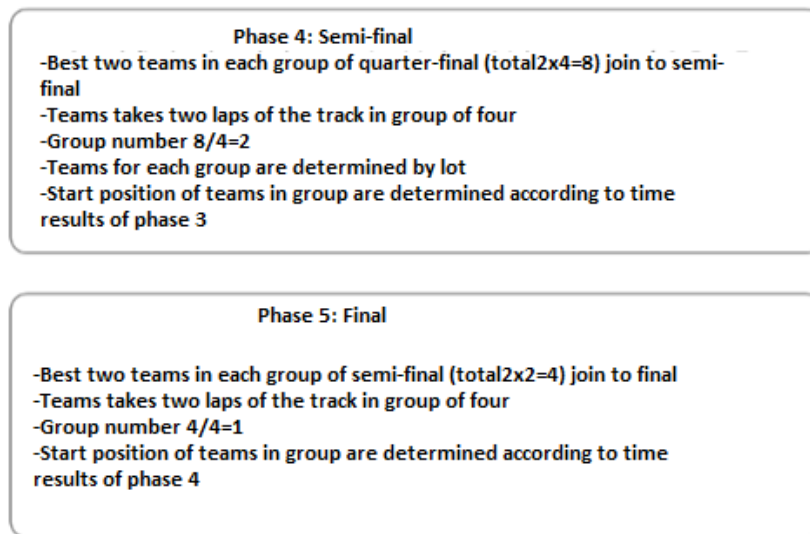 Phase 4: Semi-final
-Best two teams in each group of quarter-final (total2x4=8) join to semi-
final
-Teams takes two laps of the track in group of four
-Group number 8/4=2
-Teams for each group are determined by lot
-Start position of teams in group are determined according to time
results of phase 3
Phase 5: Final
-Best two teams in each group of semi-final (total2x2=4) join to final
-Teams takes two laps of the track in group of four
-Group number 4/4=1
-Start position of teams in group are determined according to time
results of phase 4